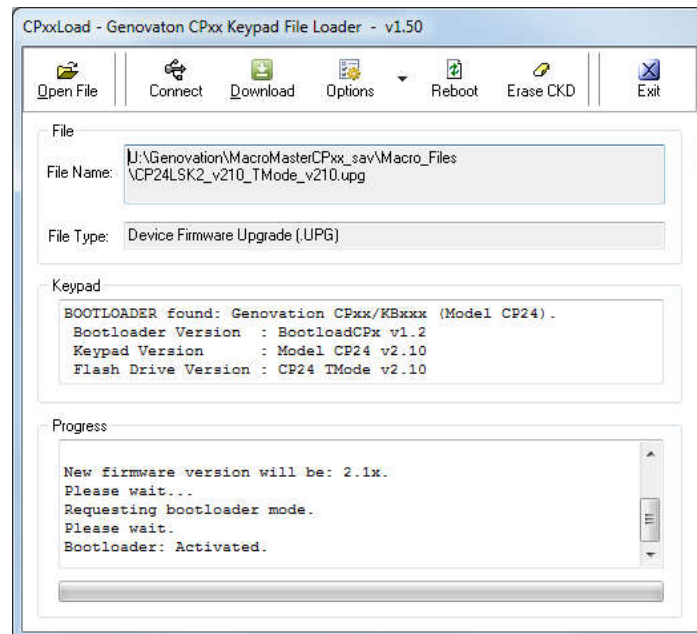 CPxxLoad - Genovaton CPxx Keypad File Loader - v1.50
Open File Connect Download Options Reboot Erase CKD Exit
File
File Name: U:\Genovation\MacroMasterCPxx_sav\Macro_Files
\CP24LSK2_v210_TMode_v210.upg
File Type: Device Firmware Upgrade (.UPG)
Keypad
BOOTLOADER found: Genovation CPxx/KBxxx (Model CP24).
Bootloader Version : BootloadCPx v1.2
Keypad Version : Model CP24 v2.10
Flash Drive Version : CP24 TMode v2.10
Progress
New firmware version will be: 2.1x.
Please wait...
Requesting bootloader mode.
Please wait.
Bootloader: Activated.